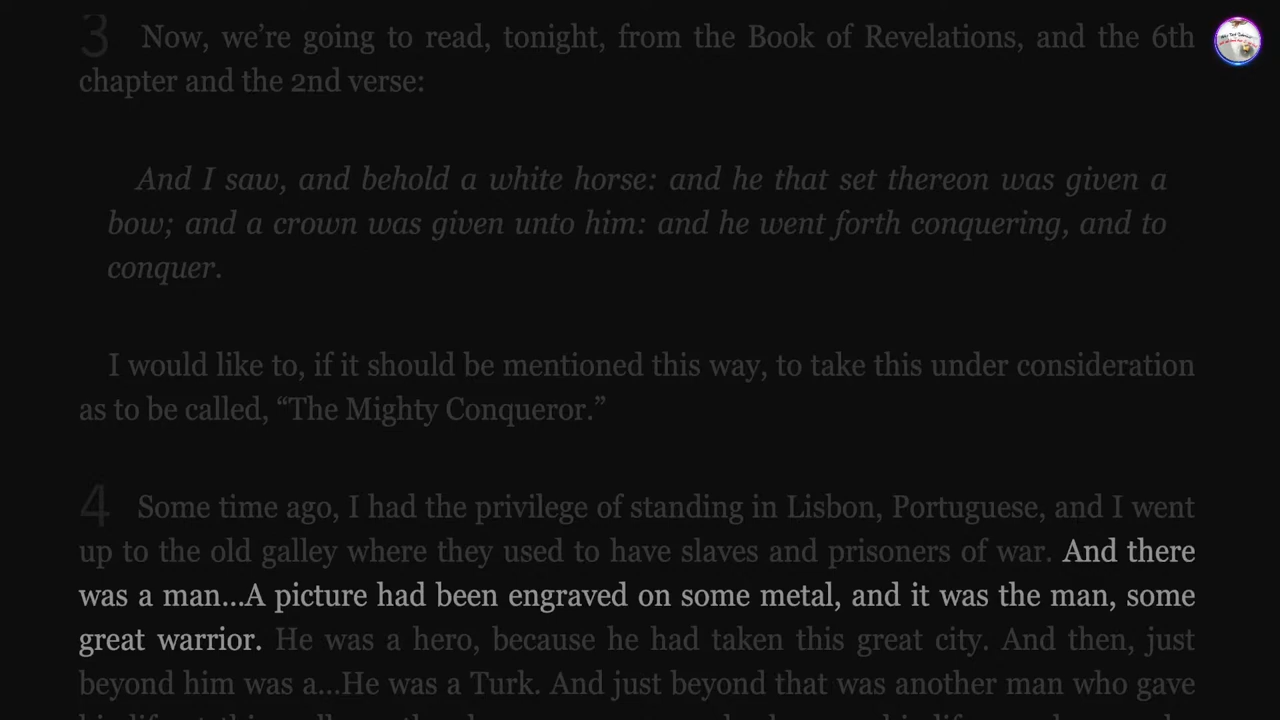 3 Now, we’re going to read, tonight, from the Book of Revelations, and the 6th
chapter and the 2nd verse:
And I saw, and behold a white horse: and he that set thereon was given a
bow; and a crown was given unto him: and he went forth conquering, and to
conquer.
I would like to, if it should be mentioned this way, to take this under consideration
as to be called, “The Mighty Conqueror.”
4 Some time ago, I had the privilege of standing in Lisbon, Portuguese, and I went
up to the old galley where they used to have slaves and prisoners of war. And there
was a man...A picture had been engraved on some metal, and it was the man, some
great warrior. He was a hero, because he had taken this great city. And then, just
beyond him was a...He was a Turk. And just beyond that was another man who gave